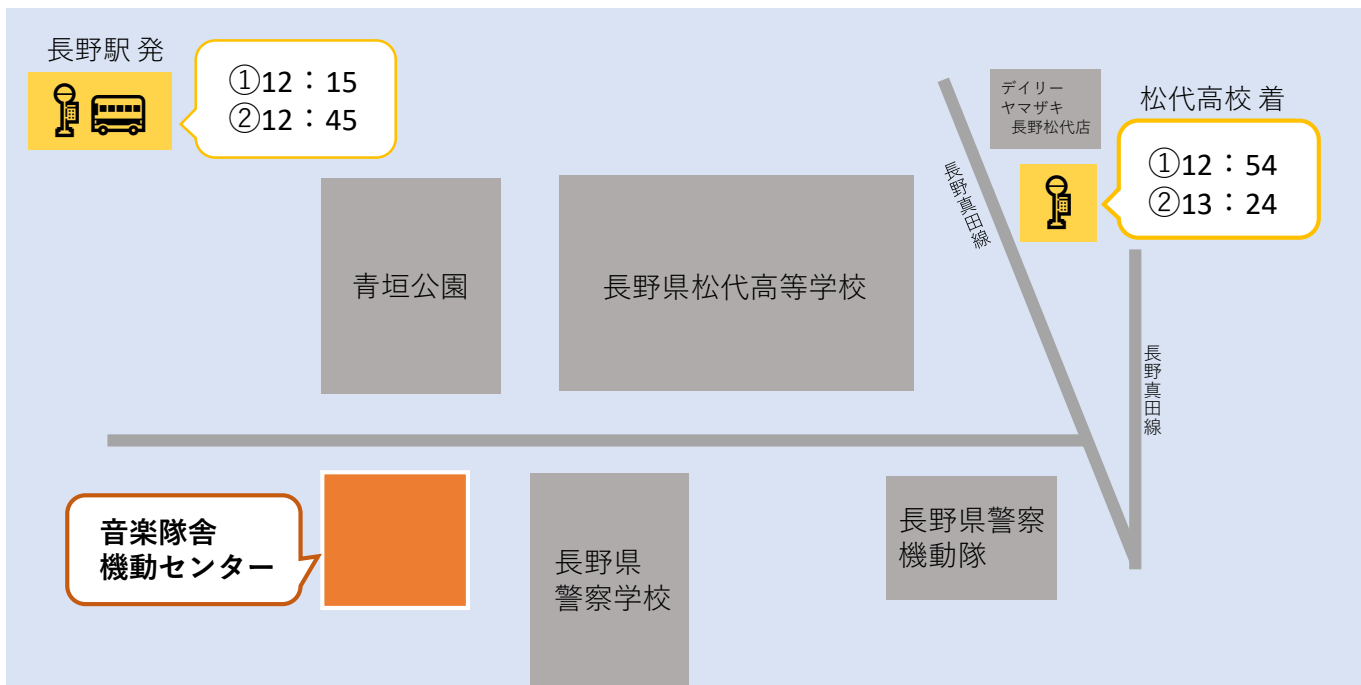 長野駅 発
①12：15
②12：45
デイリー
ヤマザキ
長野松代店
松代高校 着
①12：54
②13：24
長野真田線
青垣公園
長野県松代高等学校
長野真田線
音楽隊舎
機動センター
長野県
警察学校
長野県警察
機動隊